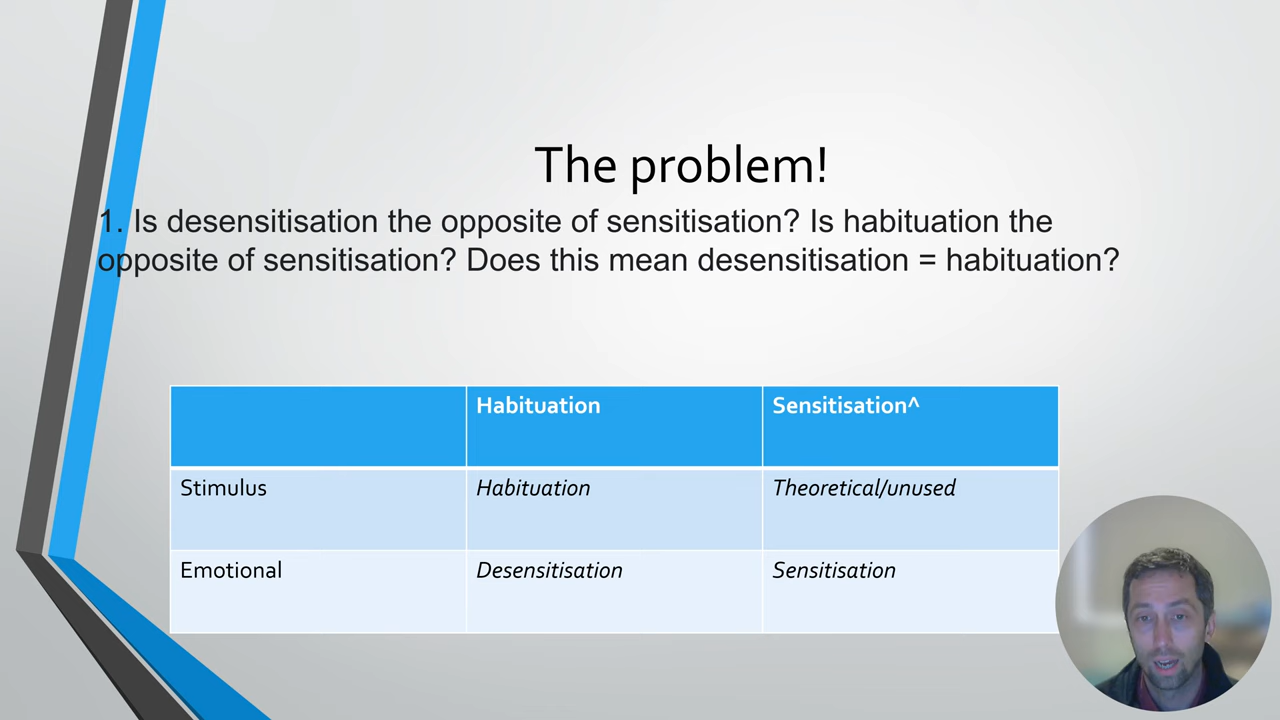 The problem!
1. Is desensitisation the opposite of sensitisation? Is habituation the
opposite of sensitisation? Does this mean desensitisation = habituation?
Habituation
Sensitisation^
Stimulus
Habituation
Theoretical/unused
Emotional
Desensitisation
Sensitisation